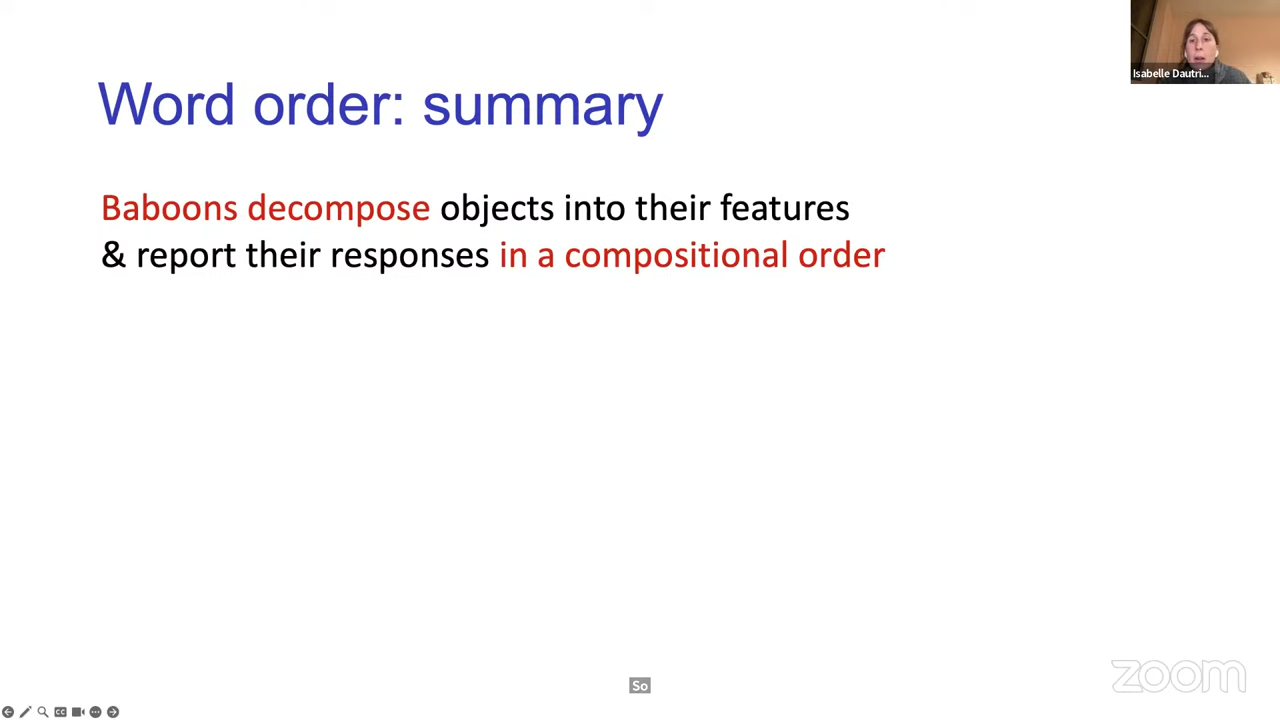 Isabelle Dautri...
Word order: summary
Baboons decompose objects into their features
& report their responses in a compositional order
So
zoom
CC